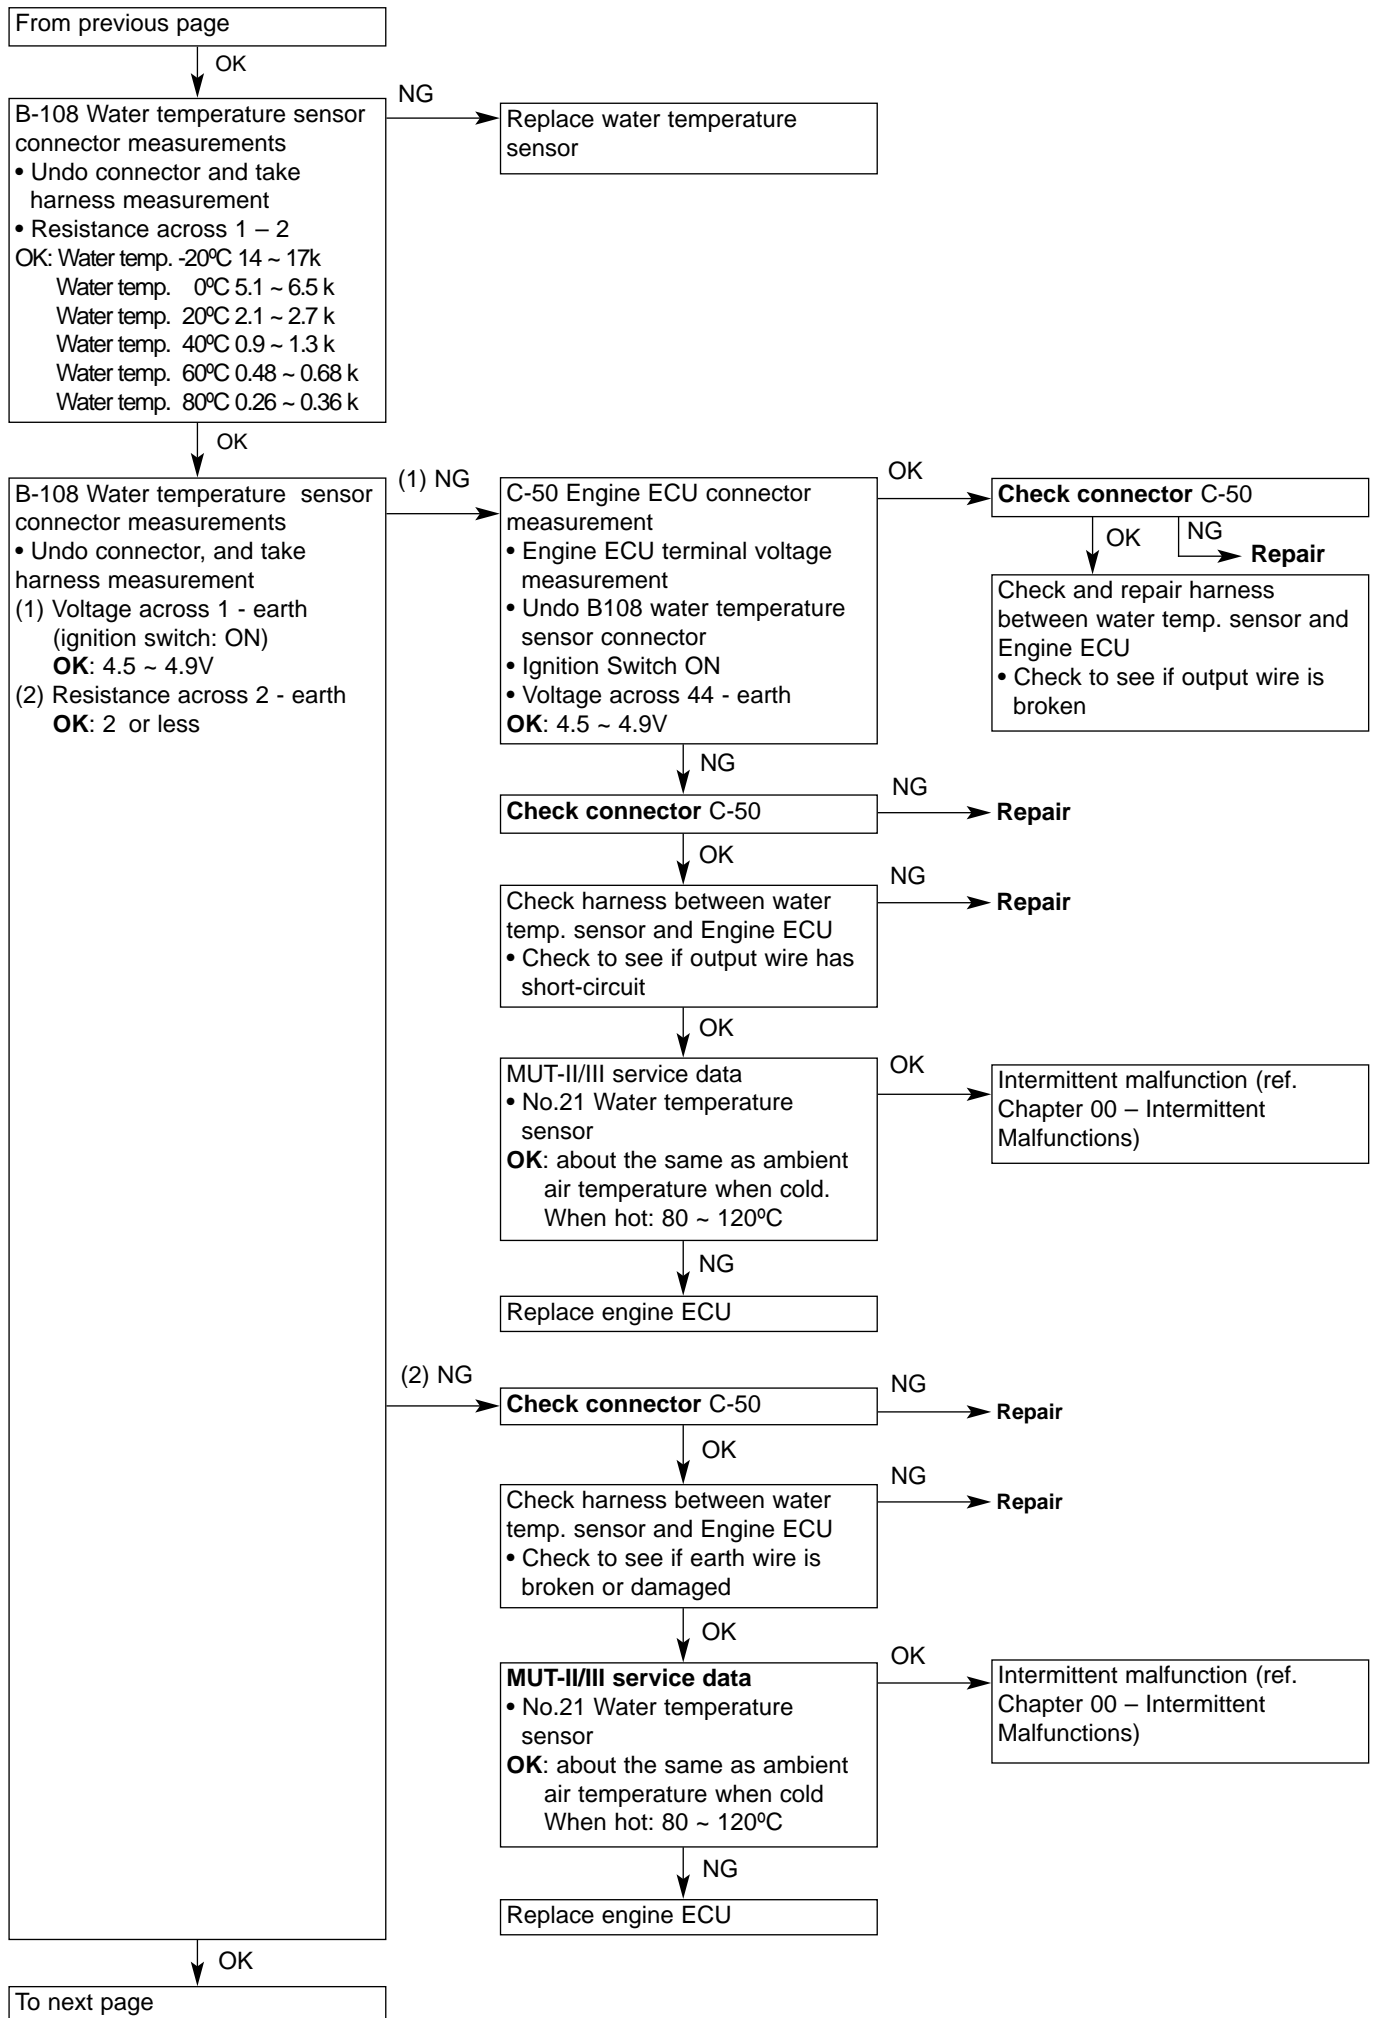 From previous page
OK
B-108 Water temperature sensor
connector measurements
• Undo connector and take
harness measurement
• Resistance across 1 – 2
OK: Water temp. -20ºC 14 ~ 17k
Water temp. 0ºC 5.1 ~ 6.5 k
Water temp. 20ºC 2.1 ~ 2.7 k
Water temp. 40ºC 0.9 ~ 1.3 k
Water temp. 60ºC 0.48 ~ 0.68 k
Water temp. 80ºC 0.26 ~ 0.36 k
NG
Replace water temperature
sensor
OK
B-108 Water temperature sensor
connector measurements
• Undo connector, and take
harness measurement
(1) Voltage across 1 - earth
(ignition switch: ON)
OK: 4.5 ~ 4.9V
(2) Resistance across 2 - earth
OK: 2 or less
(1) NG
C-50 Engine ECU connector
measurement
• Engine ECU terminal voltage
measurement
• Undo B108 water temperature
sensor connector
• Ignition Switch ON
• Voltage across 44 - earth
OK: 4.5 ~ 4.9V
OK
Check connector C-50
OK
NG
Repair
Check and repair harness
between water temp. sensor and
Engine ECU
• Check to see if output wire is
broken
NG
Check connector C-50
NG
Repair
OK
Check harness between water
temp. sensor and Engine ECU
• Check to see if output wire has
short-circuit
NG
Repair
OK
MUT-II/III service data
• No.21 Water temperature
sensor
OK: about the same as ambient
air temperature when cold.
When hot: 80 ~ 120ºC
OK
Intermittent malfunction (ref.
Chapter 00 – Intermittent
Malfunctions)
NG
Replace engine ECU
(2) NG
Check connector C-50
NG
Repair
OK
Check harness between water
temp. sensor and Engine ECU
• Check to see if earth wire is
broken or damaged
NG
Repair
OK
MUT-II/III service data
• No.21 Water temperature
sensor
OK: about the same as ambient
air temperature when cold
When hot: 80 ~ 120ºC
OK
Intermittent malfunction (ref.
Chapter 00 – Intermittent
Malfunctions)
NG
Replace engine ECU
OK
To next page